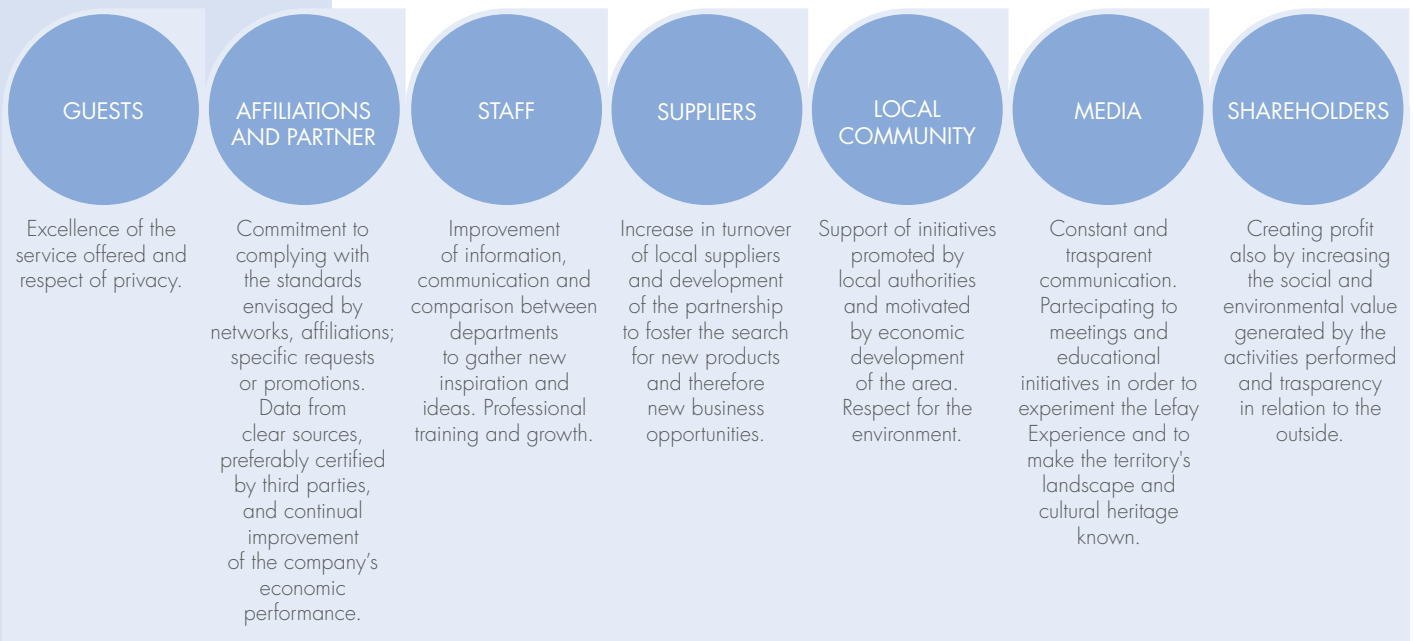 GUESTS
Excellence of the
service offered and
respect of privacy.
AFFILIATIONS
AND PARTNER
Commitment to
complying with
the standards
envisaged by
networks, affiliations;
specific requests
or promotions.
Data from
clear sources,
preferably certified
by third parties,
and continual
improvement
of the company’s
economic
performance.
STAFF
Improvement
of information,
communication and
comparison between
departments
to gather new
inspiration and
ideas. Professional
training and growth.
SUPPLIERS
Increase in turnover
of local suppliers
and development
of the partnership
to foster the search
for new products
and therefore
new business
opportunities.
LOCAL
COMMUNITY
Support of initiatives
promoted by
local authorities
and motivated
by economic
development
of the area.
Respect for the
environment.
MEDIA
Constant and
trasparent
communication.
Partecipating to
meetings and
educational
initiatives in order to
experiment the Lefay
Experience and to
make the territory's
landscape and
cultural heritage
known.
SHAREHOLDERS
Creating profit
also by increasing
the social and
environmental value
generated by the
activities performed
and trasparency
in relation to the
outside.